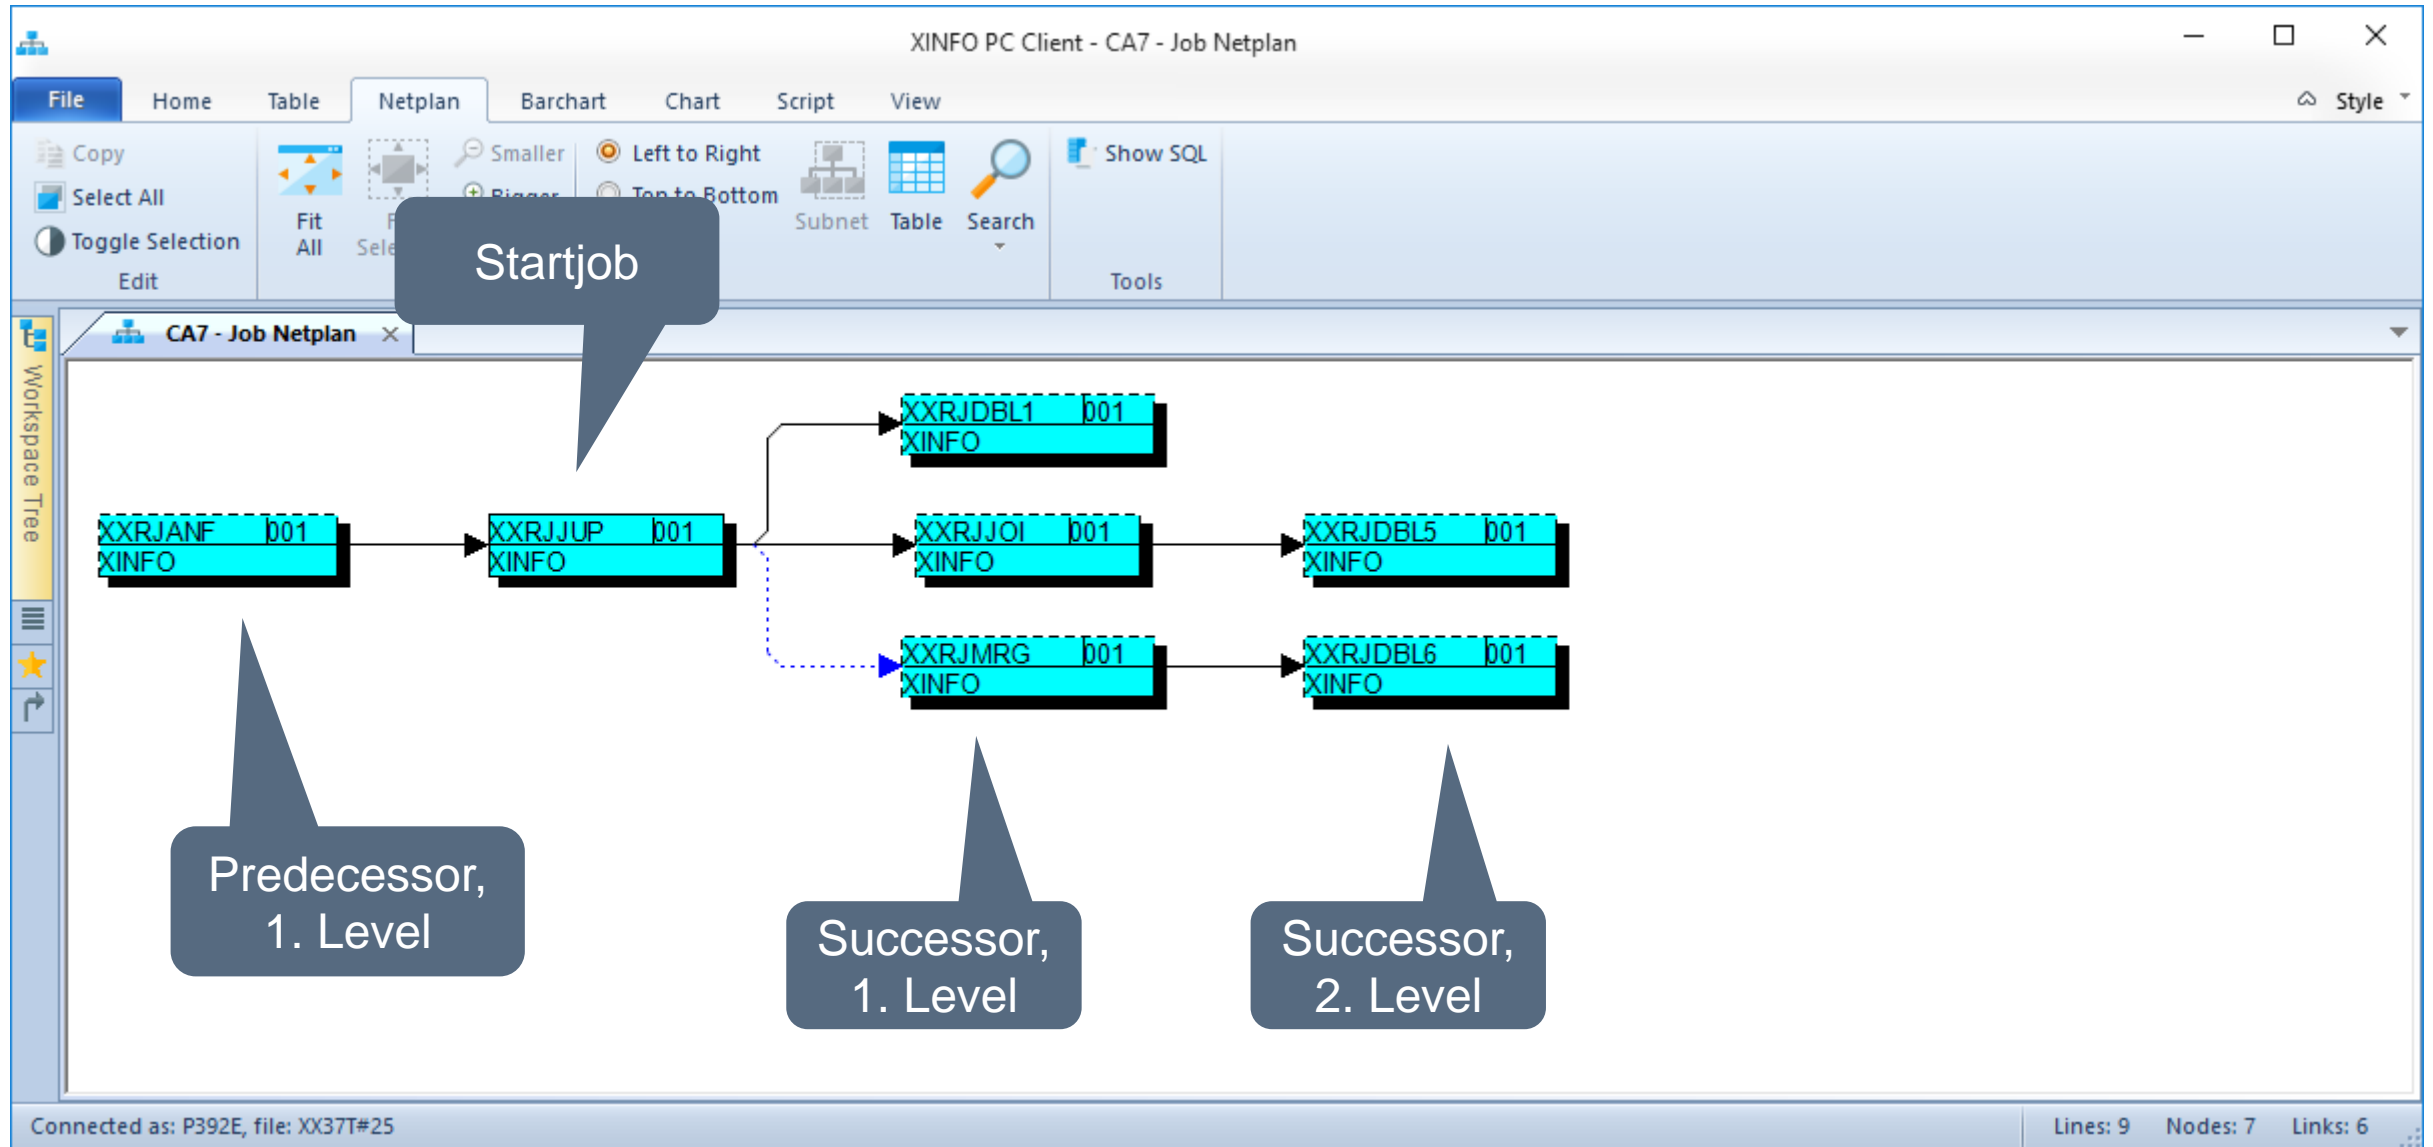 XINFO PC Client - CA7 - Job Netplan
File Home Table Netplan Barchart Chart Script View Style
Copy
Select All
Toggle Selection
Edit
Fit
All
Smaller
Bigger
Left to Right
Top to Bottom
Subnet
Table
Search
Show SQL
Tools
Startjob
CA7 - Job Netplan
Workspace Tree
XXRJDBL1 001
XINFO
XXRJANF 001
XINFO
XXRJJUP 001
XINFO
XXRJJOI 001
XINFO
XXRJDBL5 001
XINFO
XXRJMRG 001
XINFO
XXRJDBL6 001
XINFO
Predecessor,
1. Level
Successor,
1. Level
Successor,
2. Level
Connected as: P392E, file: XX37T#25
Lines: 9 Nodes: 7 Links: 6